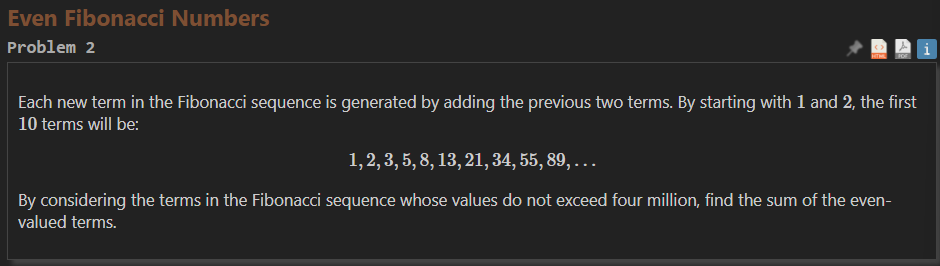 Even Fibonacci Numbers
Problem 2
HTML
PDF
i
Each new term in the Fibonacci sequence is generated by adding the previous two terms. By starting with 1 and 2, the first
10 terms will be:
1, 2, 3, 5, 8, 13, 21, 34, 55, 89, . . .
By considering the terms in the Fibonacci sequence whose values do not exceed four million, find the sum of the even-
valued terms.